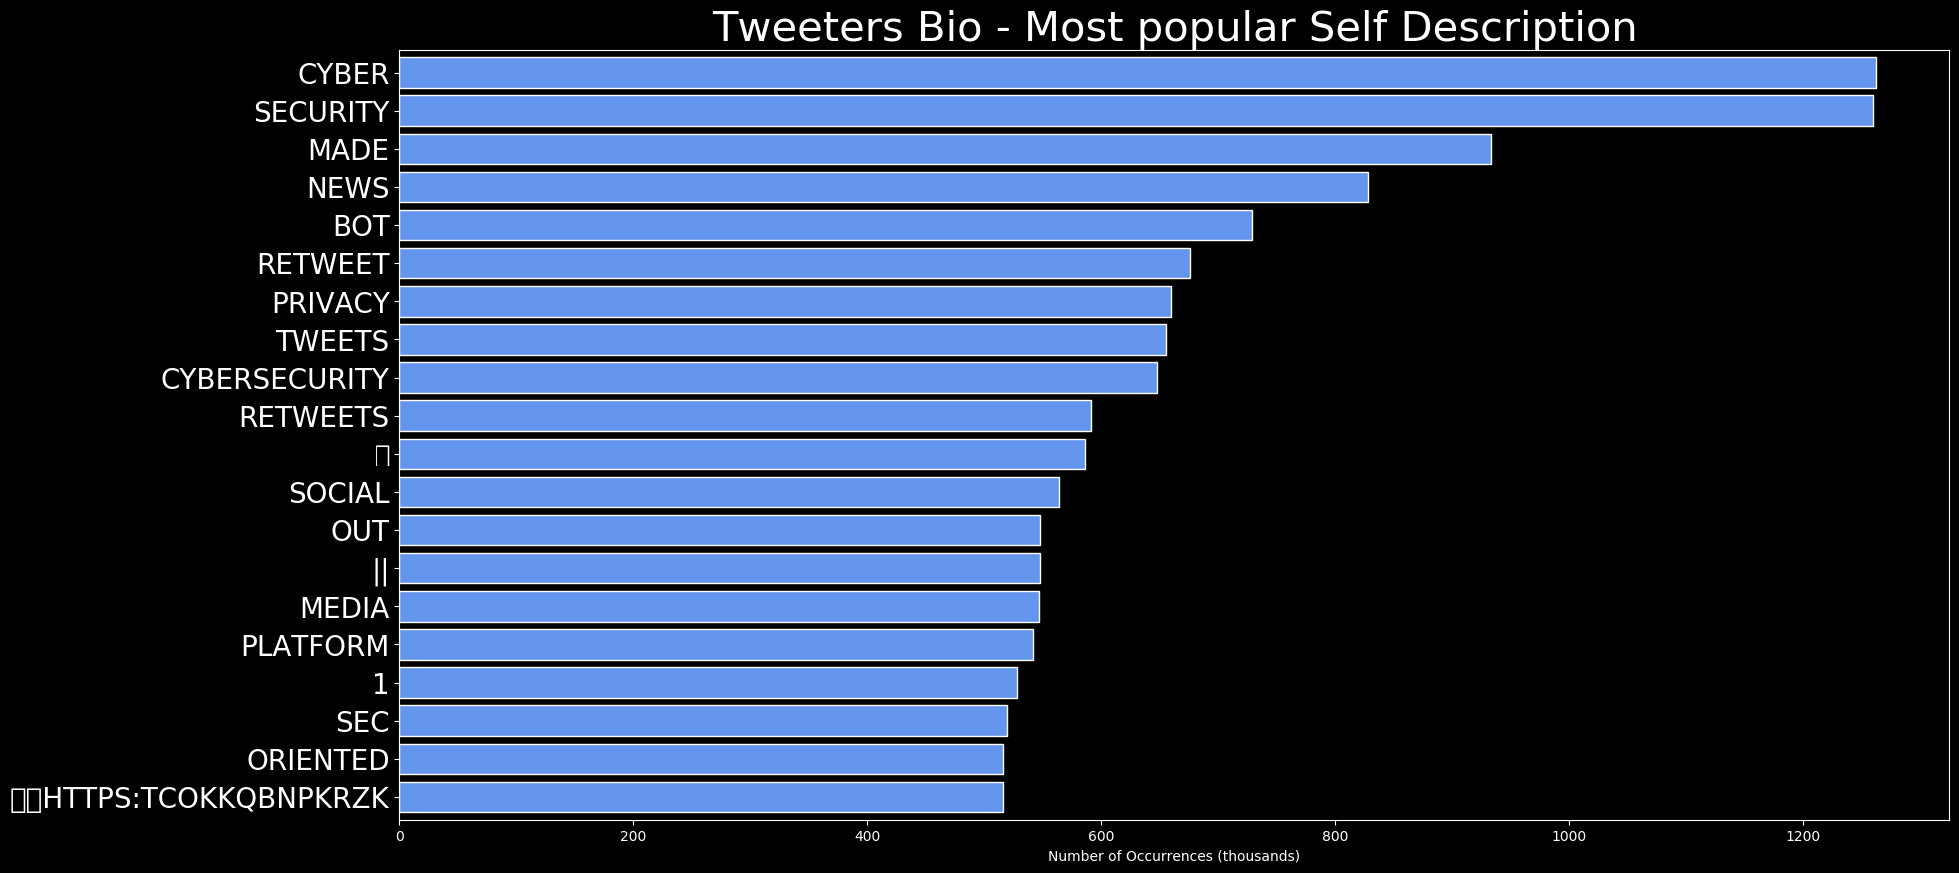 Tweeters Bio - Most popular Self Description
CYBER
SECURITY
MADE
NEWS
BOT
RETWEET
PRIVACY
TWEETS
CYBERSECURITY
RETWEETS
SOCIAL
OUT
||
MEDIA
PLATFORM
1
SEC
ORIENTED
HTTPS:TCOKKQBNPKRZK
0 200 400 600 800 1000 1200
Number of Occurrences (thousands)